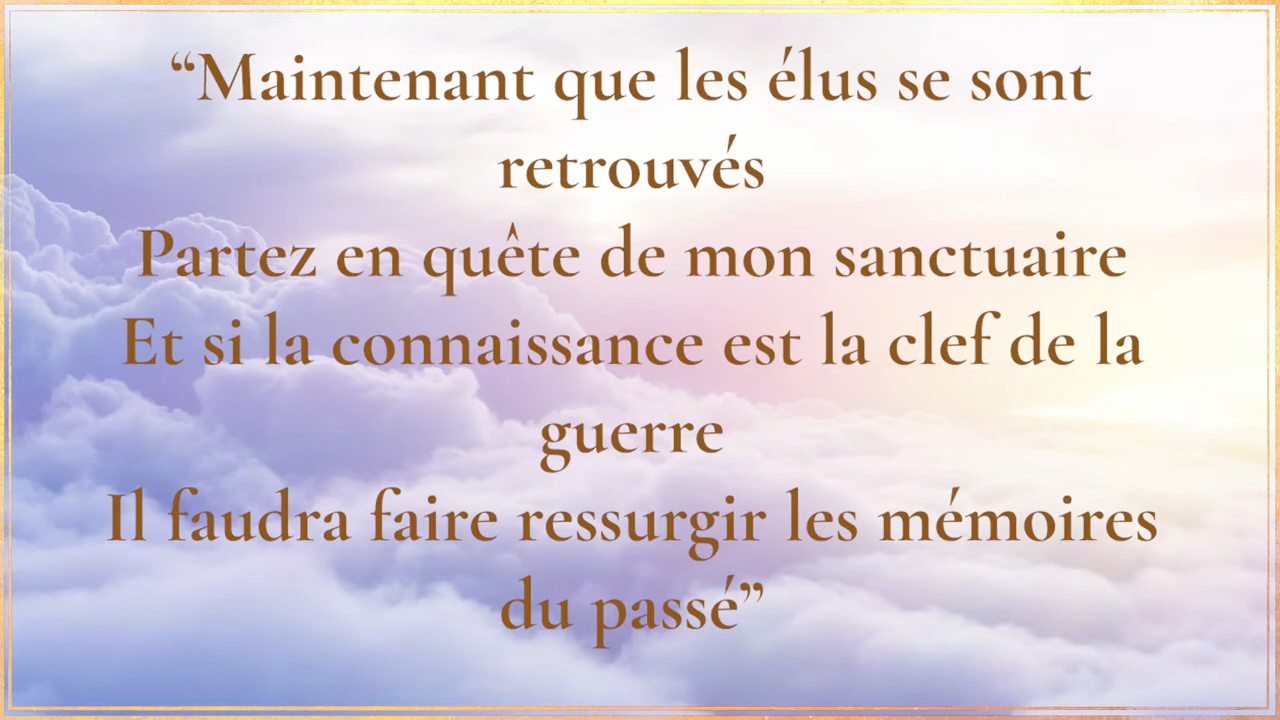 “Maintenant que les élus se sont
retrouvés
Partez en quête de mon sanctuaire
Et si la connaissance est la clef de la
guerre
Il faudra faire ressurgir les mémoires
du passé”